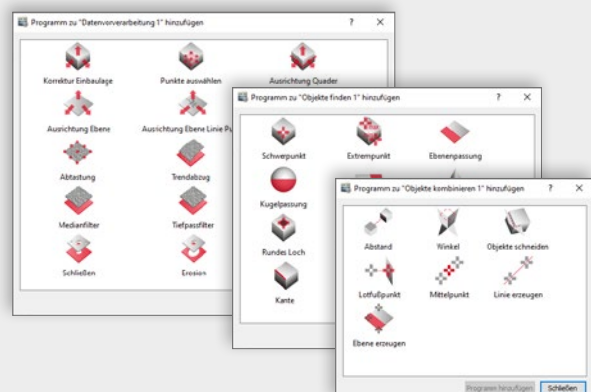 Programm zu "Datenvorverarbeitung 1" hinzufügen
Korrektur Einbaulage Punkte auswählen Ausrichtung Quader
Ausrichtung Ebene Ausrichtung Ebene Linie Pu
Abtastung Trendabzug
Medianfilter Tiefpassfilter
Schließen Erosion
Programm zu "Objekte finden 1" hinzufügen
Schwerpunkt Extrempunkt Ebenenpassung
Kugelpassung
Rundes Loch
Kante
Programm zu "Objekte kombinieren 1" hinzufügen
Abstand Winkel Objekte schneiden
Lotfußpunkt Mittelpunkt Linie erzeugen
Ebene erzeugen
Programm hinzufügen Schließen